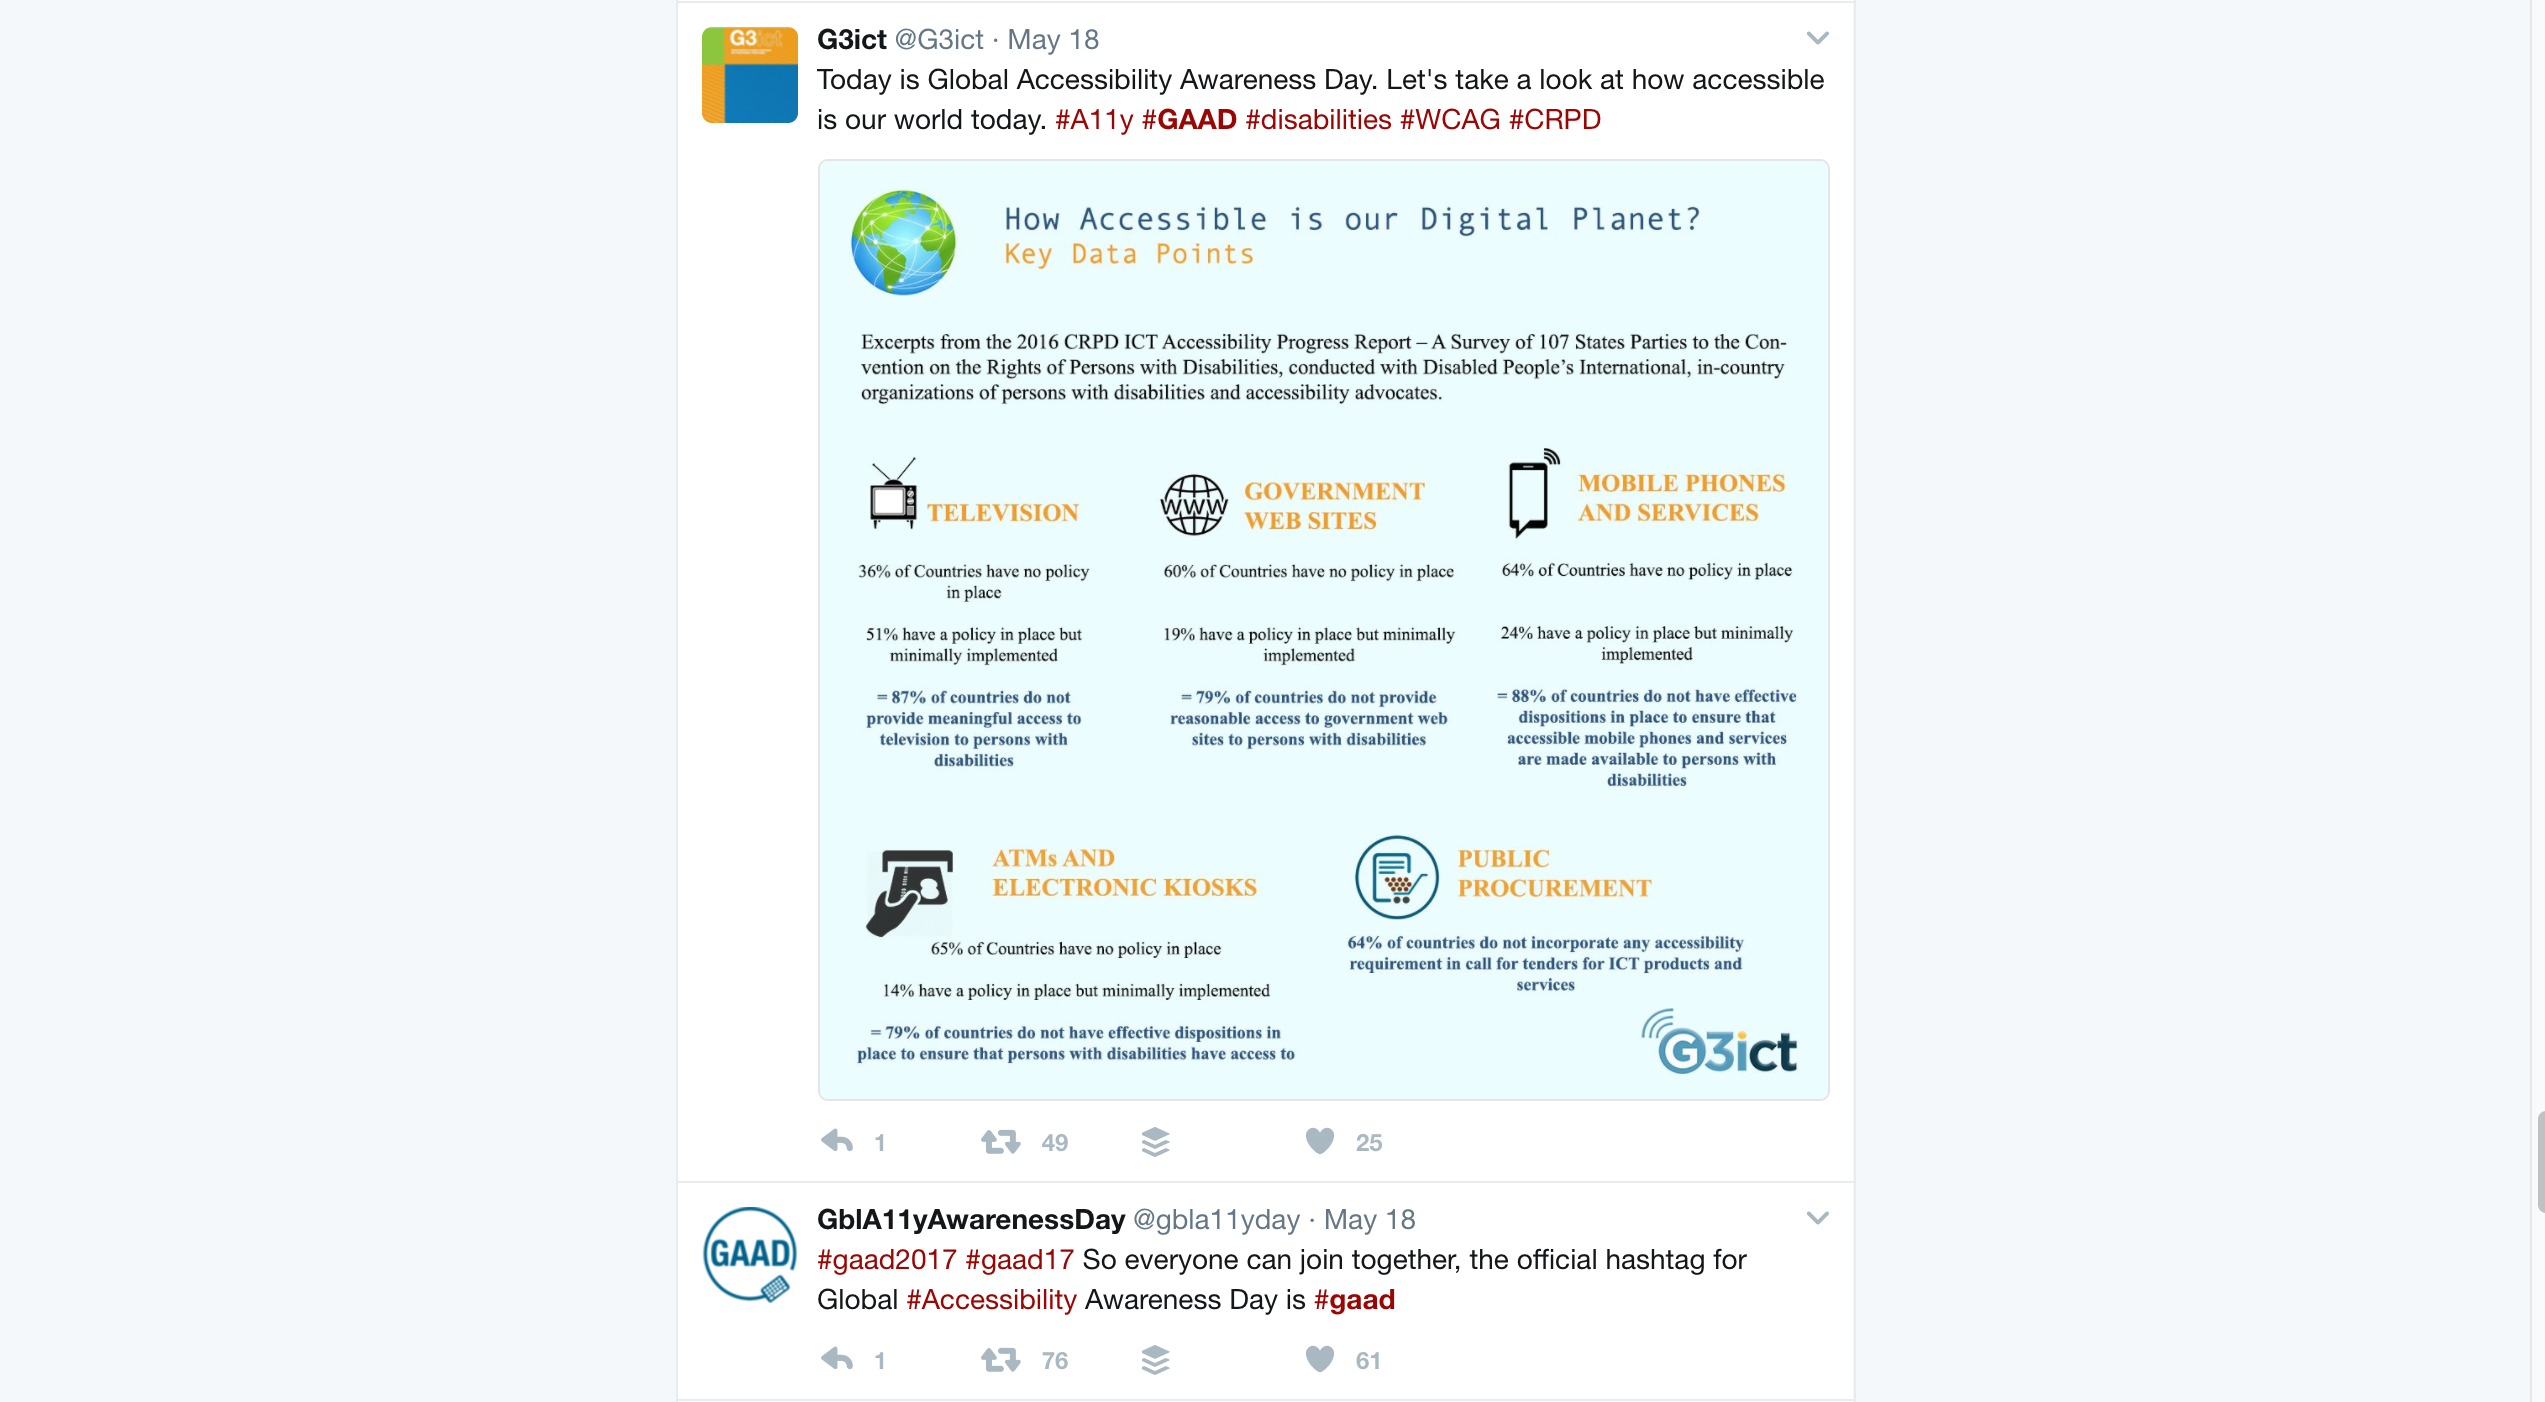 G3ict
G3ict @G3ict · May 18
Today is Global Accessibility Awareness Day. Let's take a look at how accessible
is our world today. #A11y #GAAD #disabilities #WCAG #CRPD
How Accessible is our Digital Planet?
Key Data Points
Excerpts from the 2016 CRPD ICT Accessibility Progress Report – A Survey of 107 States Parties to the Con-
vention on the Rights of Persons with Disabilities, conducted with Disabled People’s International, in-country
organizations of persons with disabilities and accessibility advocates.
TELEVISION
36% of Countries have no policy
in place
51% have a policy in place but
minimally implemented
= 87% of countries do not
provide meaningful access to
television to persons with
disabilities
WWW
GOVERNMENT
WEB SITES
60% of Countries have no policy in place
19% have a policy in place but minimally
implemented
= 79% of countries do not provide
reasonable access to government web
sites to persons with disabilities
MOBILE PHONES
AND SERVICES
64% of Countries have no policy in place
24% have a policy in place but minimally
implemented
= 88% of countries do not have effective
dispositions in place to ensure that
accessible mobile phones and services
are made available to persons with
disabilities
ATMs AND
ELECTRONIC KIOSKS
65% of Countries have no policy in place
14% have a policy in place but minimally implemented
= 79% of countries do not have effective dispositions in
place to ensure that persons with disabilities have access to
PUBLIC
PROCUREMENT
64% of countries do not incorporate any accessibility
requirement in call for tenders for ICT products and
services
G3ict
1 49 25
GAAD
GblA11yAwarenessDay @gbla11yday · May 18
#gaad2017 #gaad17 So everyone can join together, the official hashtag for
Global #Accessibility Awareness Day is #gaad
1 76 61